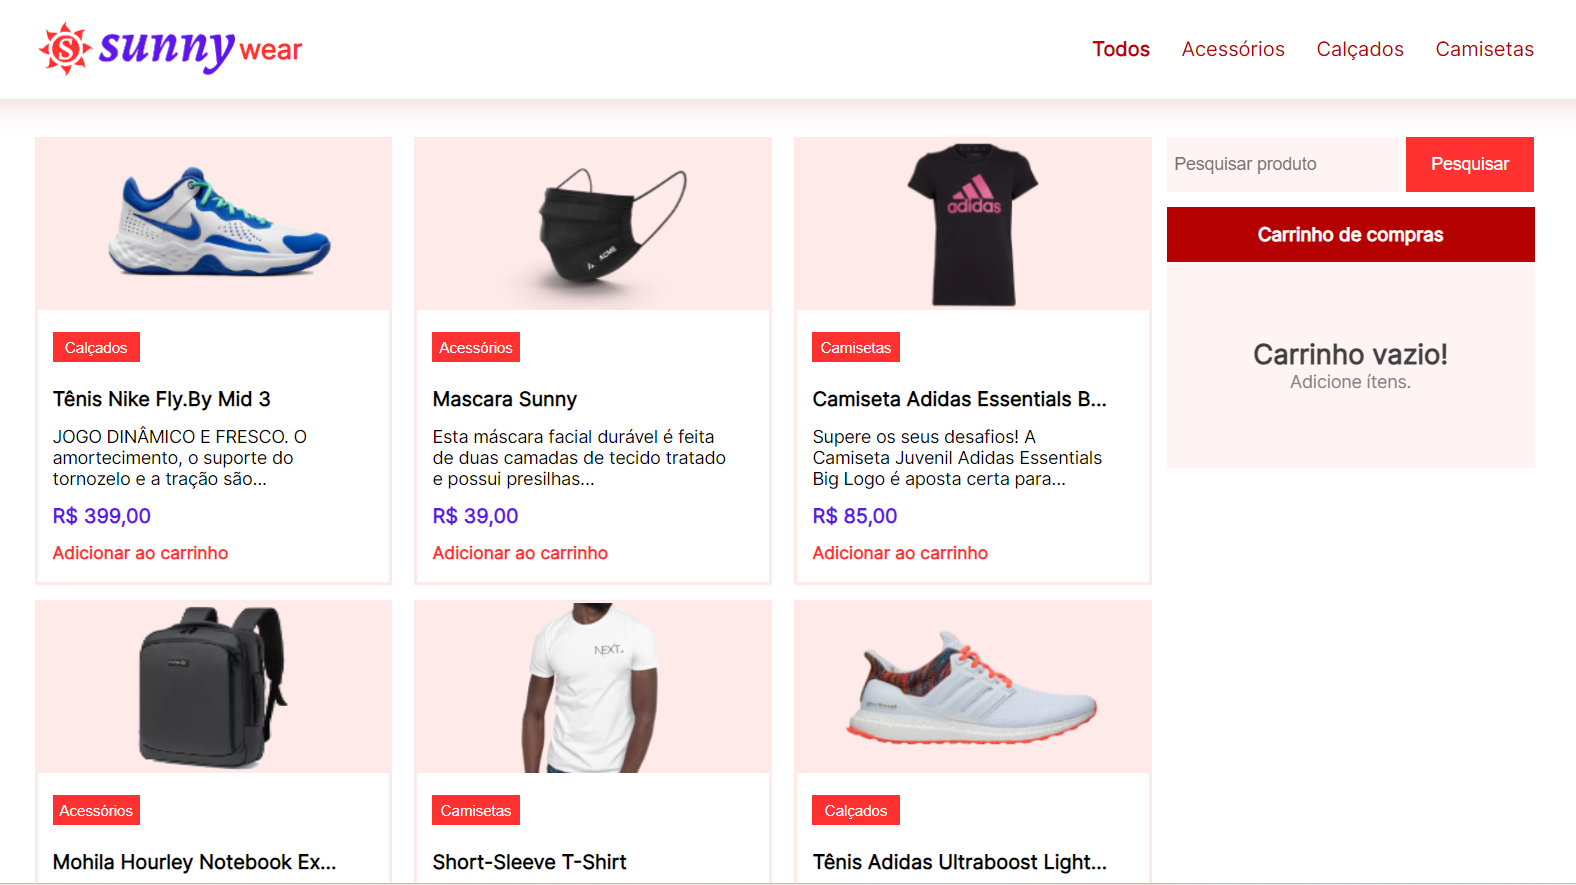 S sunny wear
Todos Acessórios Calçados Camisetas
Pesquisar produto Pesquisar
Carrinho de compras
Carrinho vazio!
Adicione ítens.
Calçados
Tênis Nike Fly.By Mid 3
JOGO DINÂMICO E FRESCO. O
amortecimento, o suporte do
tornozelo e a tração são...
R$ 399,00
Adicionar ao carrinho
ACME
Acessórios
Mascara Sunny
Esta máscara facial durável é feita
de duas camadas de tecido tratado
e possui presilhas...
R$ 39,00
Adicionar ao carrinho
adidas
Camisetas
Camiseta Adidas Essentials B...
Supere os seus desafios! A
Camiseta Juvenil Adidas Essentials
Big Logo é aposta certa para...
R$ 85,00
Adicionar ao carrinho
Acessórios
Mohila Hourley Notebook Ex...
NEXT
Camisetas
Short-Sleeve T-Shirt
Calçados
Tênis Adidas Ultraboost Light...